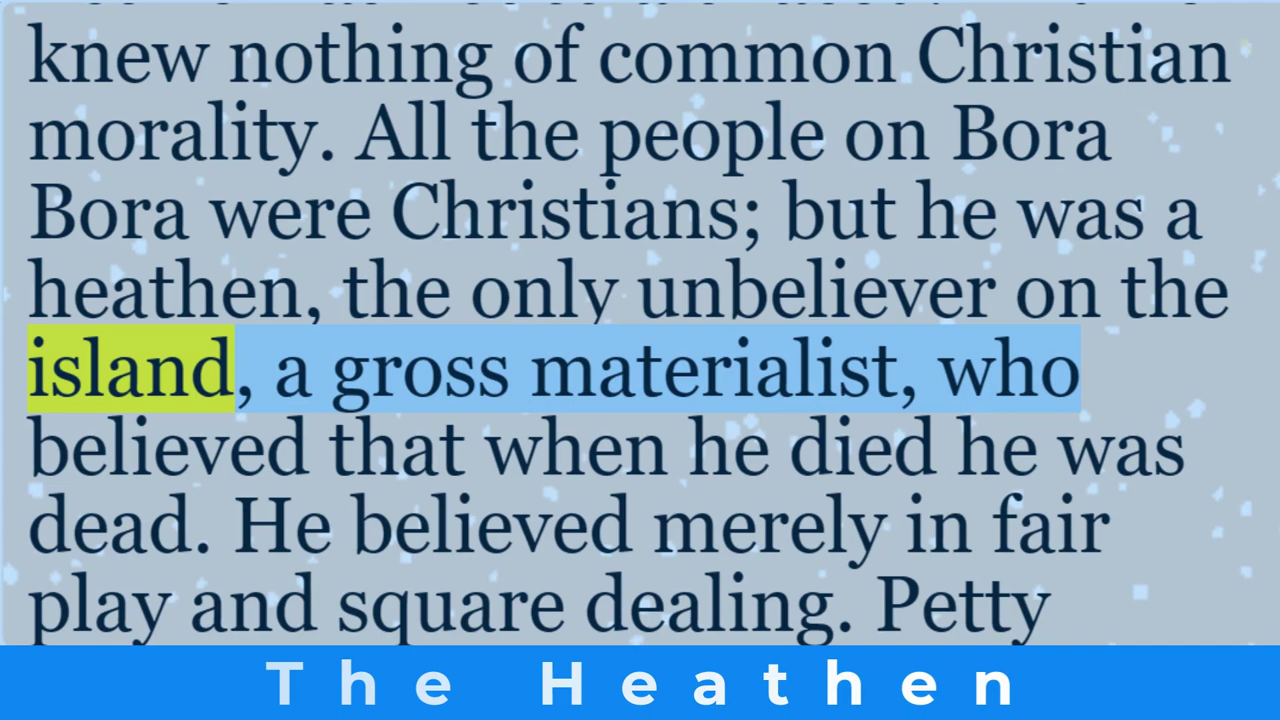 knew nothing of common Christian
morality. All the people on Bora
Bora were Christians; but he was a
heathen, the only unbeliever on the
island, a gross materialist, who
believed that when he died he was
dead. He believed merely in fair
play and square dealing. Petty
The Heathen